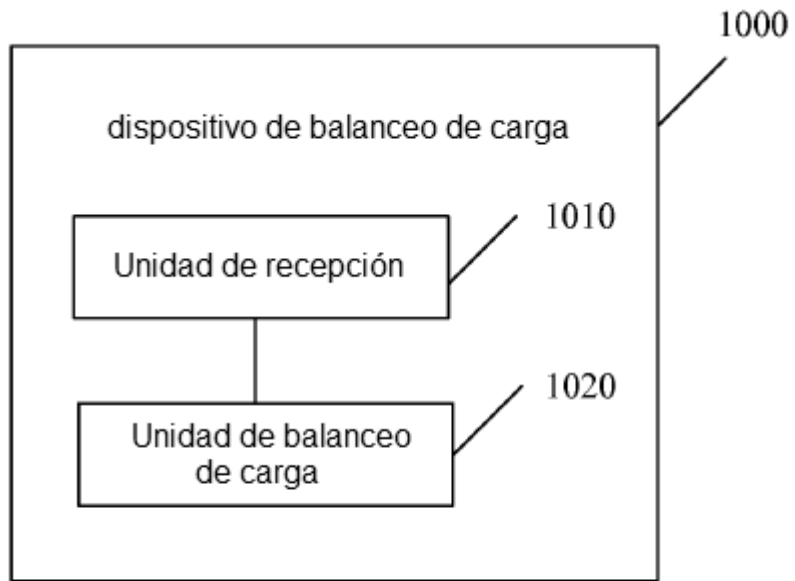 1000
dispositivo de balanceo de carga
1010
Unidad de recepción
1020
Unidad de balanceo
de carga